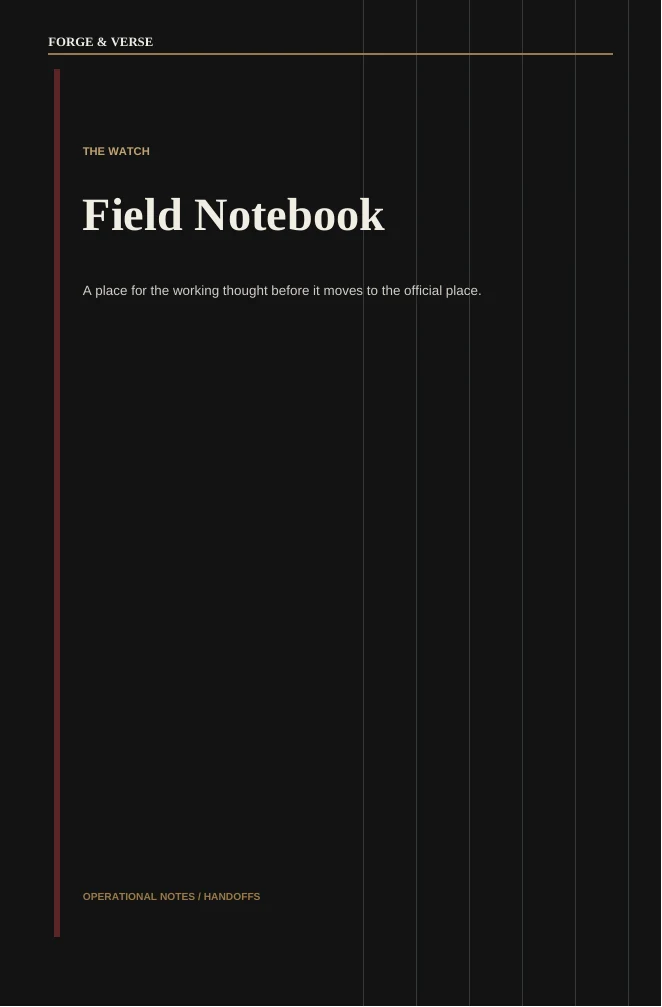 FORGE & VERSE
THE WATCH
Field Notebook
A place for the working thought before it moves to the official place.
OPERATIONAL NOTES / HANDOFFS